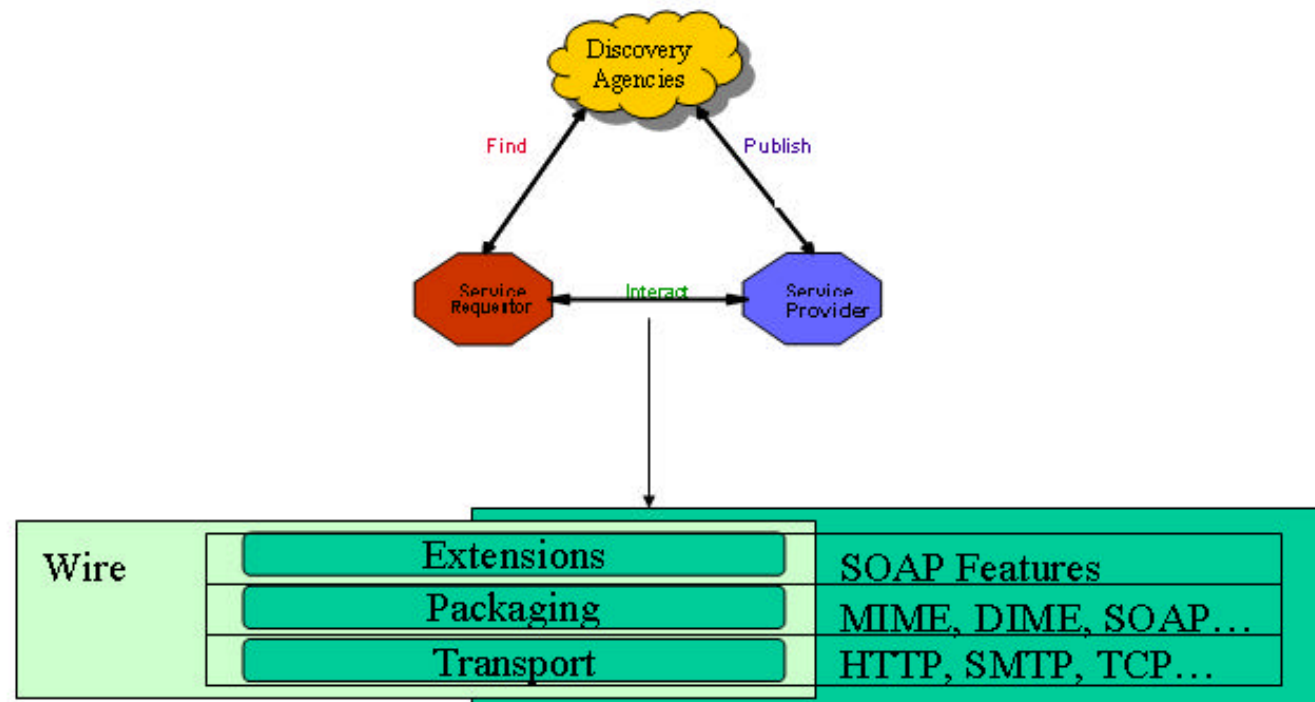 Discovery
Agencies
Find
Publish
Service
Requestor
Interact
Service
Provider
Wire
Extensions
SOAP Features
Packaging
MIME, DIME, SOAP...
Transport
HTTP, SMTP, TCP...